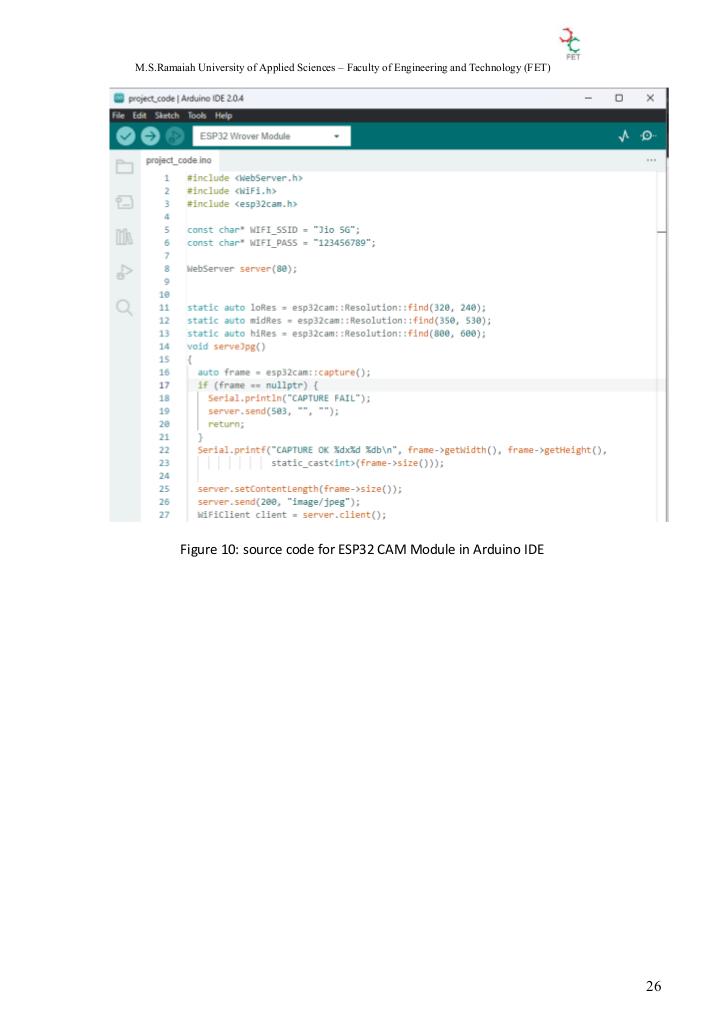 FET
M.S.Ramaiah University of Applied Sciences – Faculty of Engineering and Technology (FET)
project_code | Arduino IDE 2.0.4
File Edit Sketch Tools Help
ESP32 Wrover Module
project_code.ino
1 #include <WebServer.h>
2 #include <WiFi.h>
3 #include <esp32cam.h>
4
5 const char* WIFI_SSID = "Jio 5G";
6 const char* WIFI_PASS = "123456789";
7
8 WebServer server(80);
9
10
11 static auto loRes = esp32cam::Resolution::find(320, 240);
12 static auto midRes = esp32cam::Resolution::find(350, 530);
13 static auto hiRes = esp32cam::Resolution::find(800, 600);
14 void serveJpg()
15 {
16 auto frame = esp32cam::capture();
17 if (frame == nullptr) {
18 Serial.println("CAPTURE FAIL");
19 server.send(503, "", "");
20 return;
21 }
22 Serial.printf("CAPTURE OK %dx%d %db\n", frame->getWidth(), frame->getHeight(),
23 static_cast<int>(frame->size()));
24
25 server.setContentLength(frame->size());
26 server.send(200, "image/jpeg");
27 WiFiClient client = server.client();
Figure 10: source code for ESP32 CAM Module in Arduino IDE
26